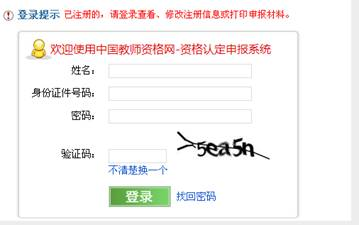 登录提示 已注册的，请登录查看、修改注册信息或打印申报材料。
欢迎使用中国教师资格网-资格认定申报系统
姓名：
身份证件号码：
密码：
验证码：
5ea5n
不清楚换一个
登录 找回密码